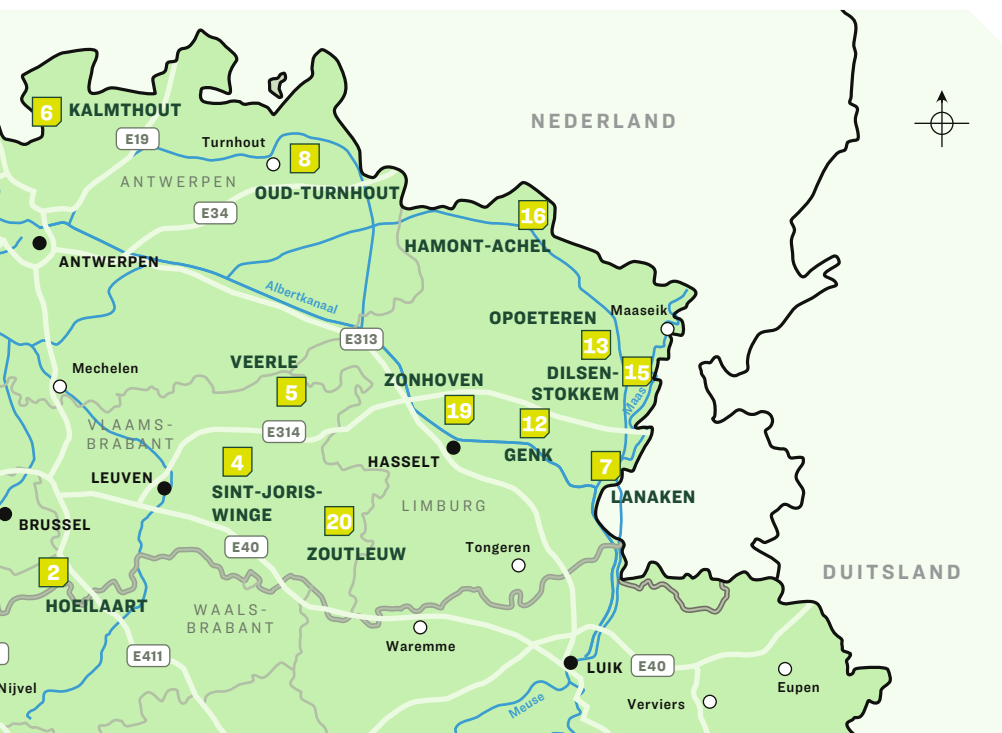 NEDERLAND
6
KALMTHOUT
E19
Turnhout
8
ANTWERPEN
OUD-TURNHOUT
E34
16
HAMONT-ACHEL
ANTWERPEN
Albertkanaal
OPOETEREN
Maaseik
E313
13
VEERLE
DILSEN-
STOKKEM
15
Mechelen
ZONHOVEN
5
Maas
19
12
VLAAMS-
BRABANT
E314
GENK
HASSELT
4
7
LEUVEN
SINT-JORIS-
WINGE
LIMBURG
LANAKEN
BRUSSEL
20
ZOUTLEUW
E40
Tongeren
2
DUITSLAND
HOEILAART
WAALS-
BRABANT
Waremme
E411
LUIK
E40
Nijvel
Eupen
Meuse
Verviers